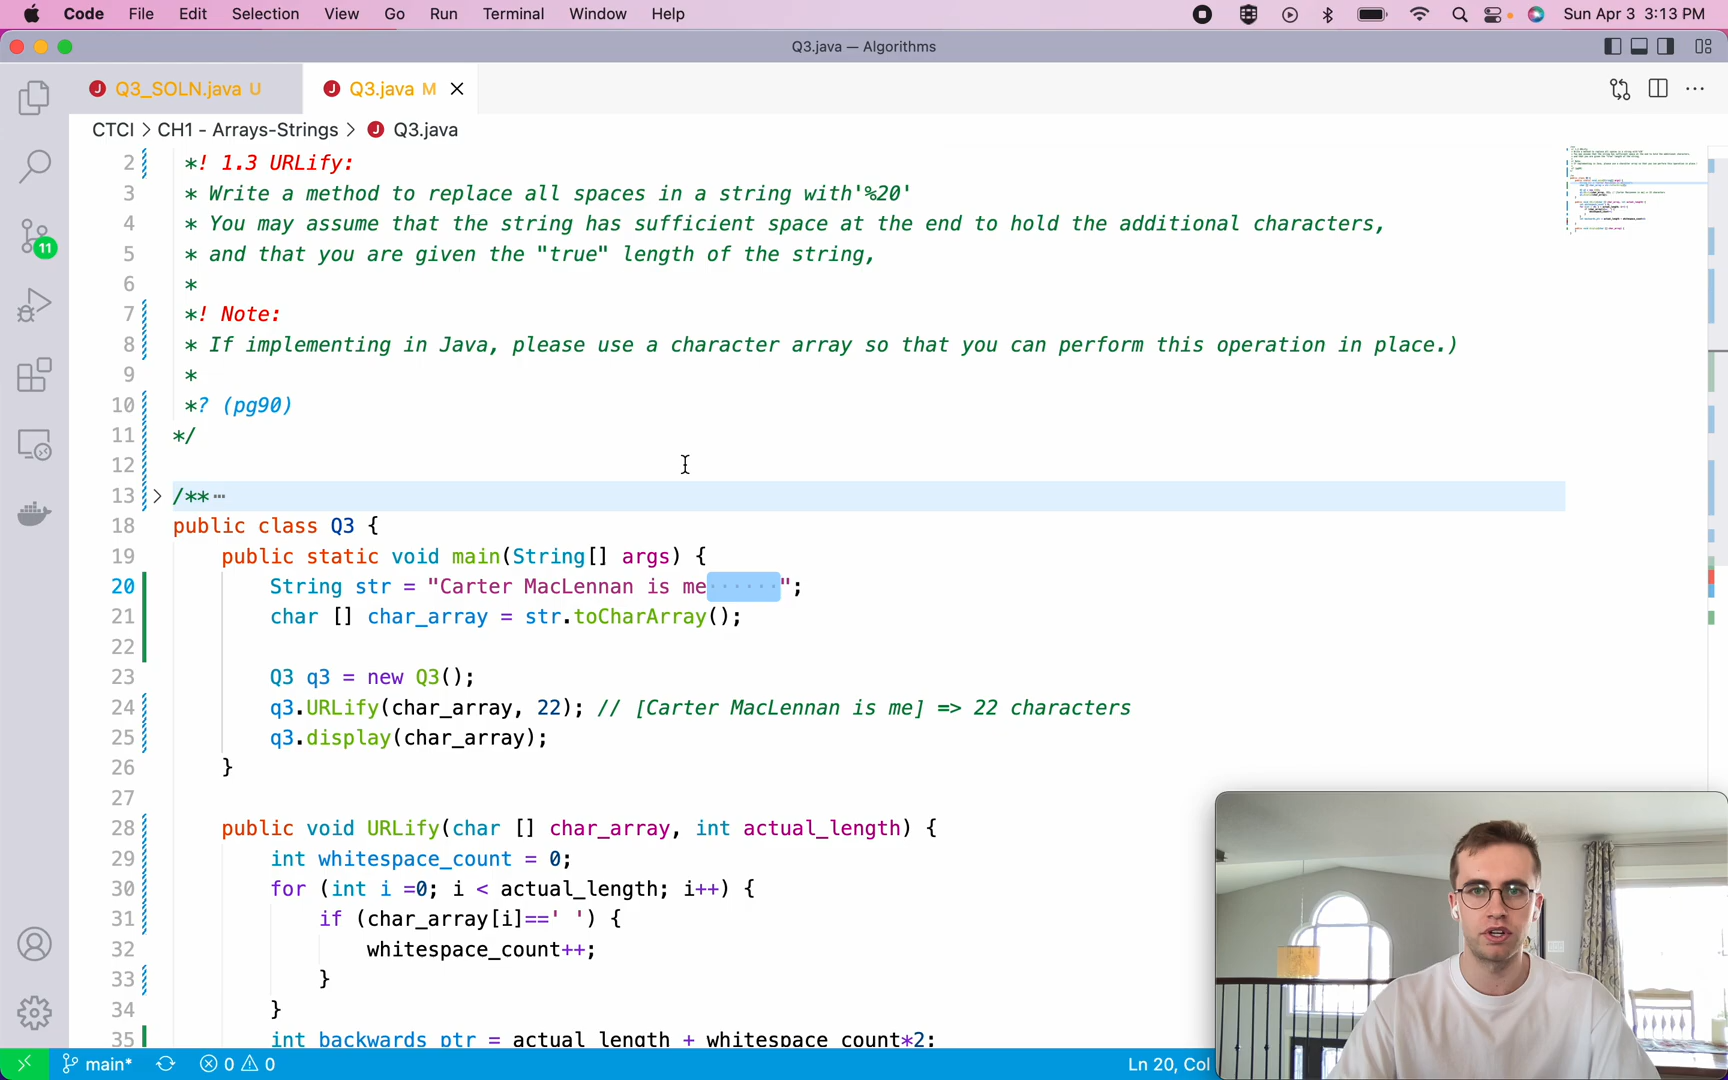 Code File Edit Selection View Go Run Terminal Window Help Sun Apr 3 3:13 PM
Q3.java — Algorithms
J Q3_SOLN.java U J Q3.java M
CTCI > CH1 - Arrays-Strings > J Q3.java
2 *! 1.3 URLify:
3 * Write a method to replace all spaces in a string with'%20'
4 * You may assume that the string has sufficient space at the end to hold the additional characters,
5 * and that you are given the "true" length of the string,
6 *
7 *! Note:
8 * If implementing in Java, please use a character array so that you can perform this operation in place.)
9 *
10 *? (pg90)
11 */
12
13 /** ⋯
18 public class Q3 {
19 public static void main(String[] args) {
20 String str = "Carter MacLennan is me······";
21 char [] char_array = str.toCharArray();
22
23 Q3 q3 = new Q3();
24 q3.URLify(char_array, 22); // [Carter MacLennan is me] => 22 characters
25 q3.display(char_array);
26 }
27
28 public void URLify(char [] char_array, int actual_length) {
29 int whitespace_count = 0;
30 for (int i =0; i < actual_length; i++) {
31 if (char_array[i]==' ') {
32 whitespace_count++;
33 }
34 }
35 int backwards_ptr = actual_length + whitespace_count*2;
11
main* 0 0 Ln 20, Col